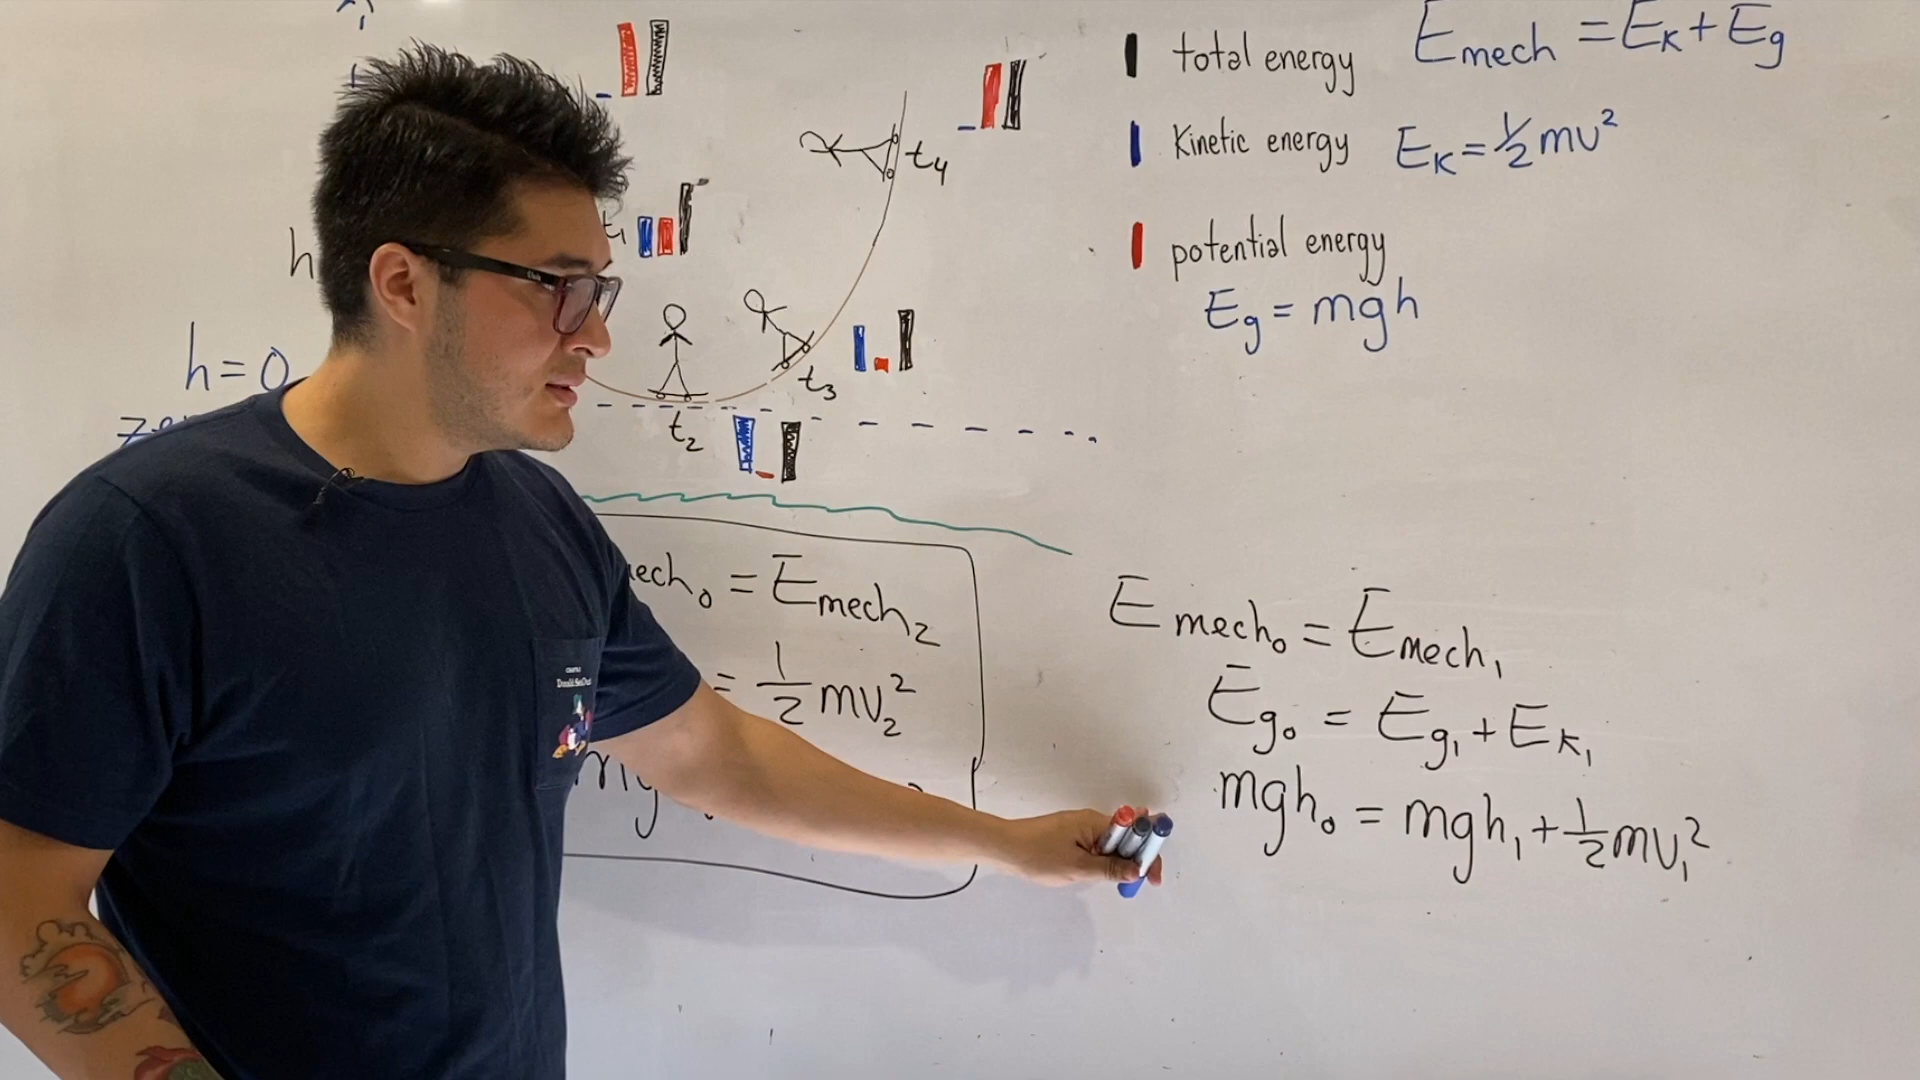 total energy Emech = EK + Eg
Kinetic energy EK = ½mv²
potential energy
Eg = mgh
h
h = 0
t₁
t₂
t₃
t₄
= Emech₂
= ½mv₂²
Emech₀ = Emech₁
Eg₀ = Eg₁ + EK₁
mgh₀ = mgh₁ + ½mv₁²